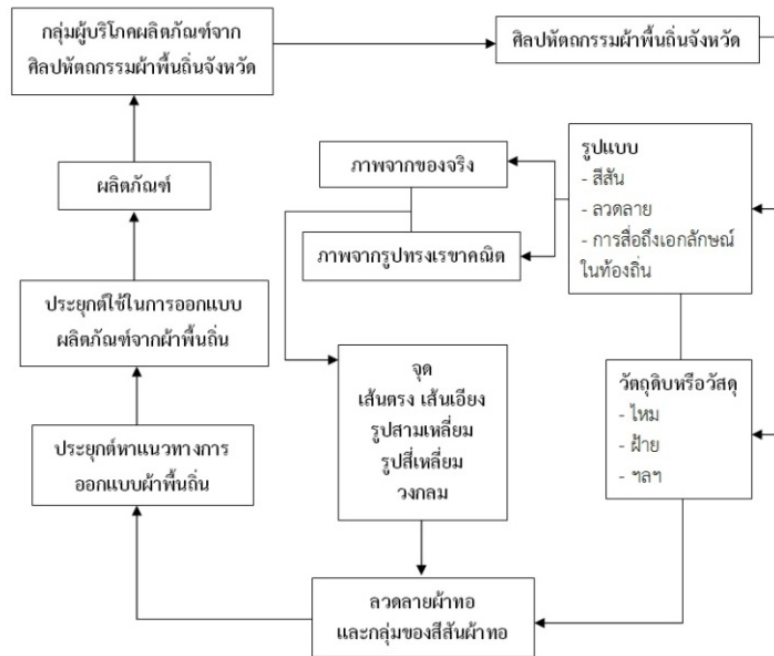 กลุ่มผู้บริโภคผลิตภัณฑ์จาก
ศิลปหัตถกรรมผ้าพื้นถิ่นจังหวัด
ศิลปหัตถกรรมผ้าพื้นถิ่นจังหวัด
รูปแบบ
- สีสัน
- ลวดลาย
- การสื่อถึงเอกลักษณ์
ในท้องถิ่น
ภาพจากของจริง
ภาพจากรูปทรงเรขาคณิต
ผลิตภัณฑ์
ประยุกต์ใช้ในการออกแบบ
ผลิตภัณฑ์จากผ้าพื้นถิ่น
จุด
เส้นตรง เส้นเอียง
รูปสามเหลี่ยม
รูปสี่เหลี่ยม
วงกลม
วัตถุดิบหรือวัสดุ
- ไหม
- ฝ้าย
- ฯลฯ
ประยุกต์หาแนวทางการ
ออกแบบผ้าพื้นถิ่น
ลวดลายผ้าทอ
และกลุ่มของสีสันผ้าทอ